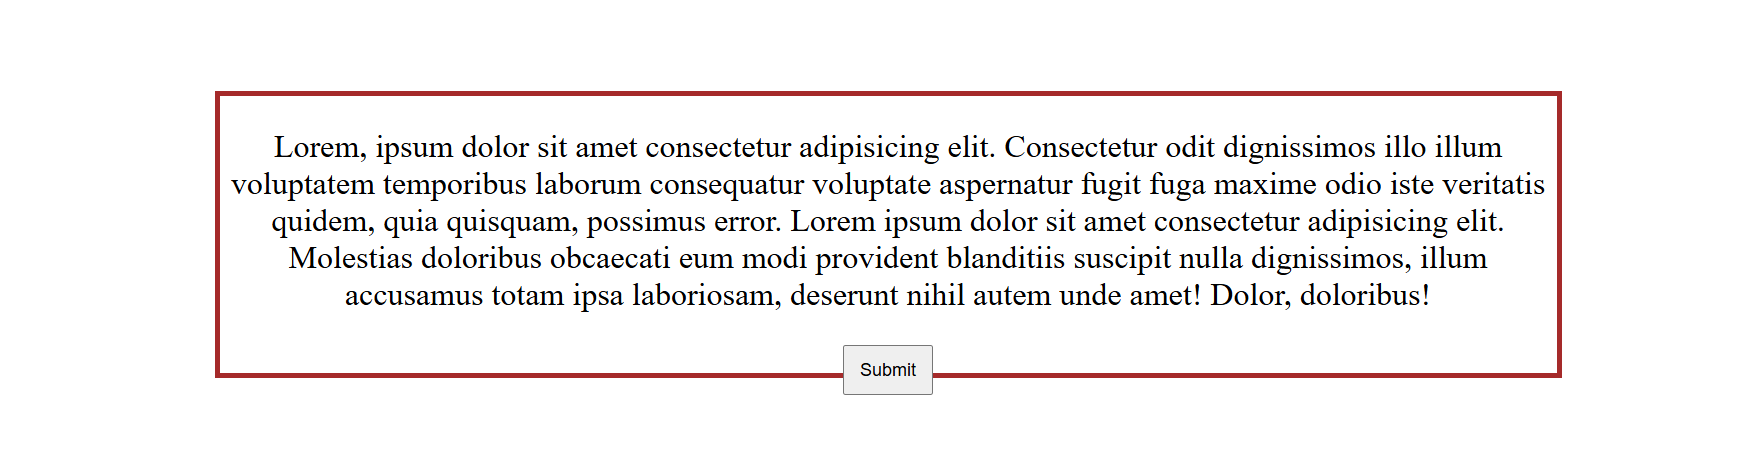 Lorem, ipsum dolor sit amet consectetur adipisicing elit. Consectetur odit dignissimos illo illum
voluptatem temporibus laborum consequatur voluptate aspernatur fugit fuga maxime odio iste veritatis
quidem, quia quisquam, possimus error. Lorem ipsum dolor sit amet consectetur adipisicing elit.
Molestias doloribus obcaecati eum modi provident blanditiis suscipit nulla dignissimos, illum
accusamus totam ipsa laboriosam, deserunt nihil autem unde amet! Dolor, doloribus!
Submit